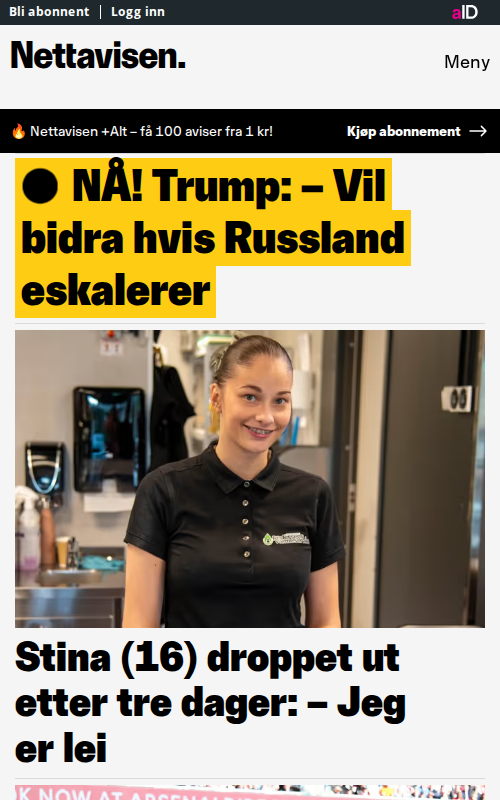 Bli abonnent | Logg inn
aID
Nettavisen.
Meny
🔥 Nettavisen +Alt – få 100 aviser fra 1 kr!
Kjøp abonnement →
NÅ! Trump: – Vil
bidra hvis Russland
eskalerer
Stina (16) droppet ut
etter tre dager: – Jeg
er lei